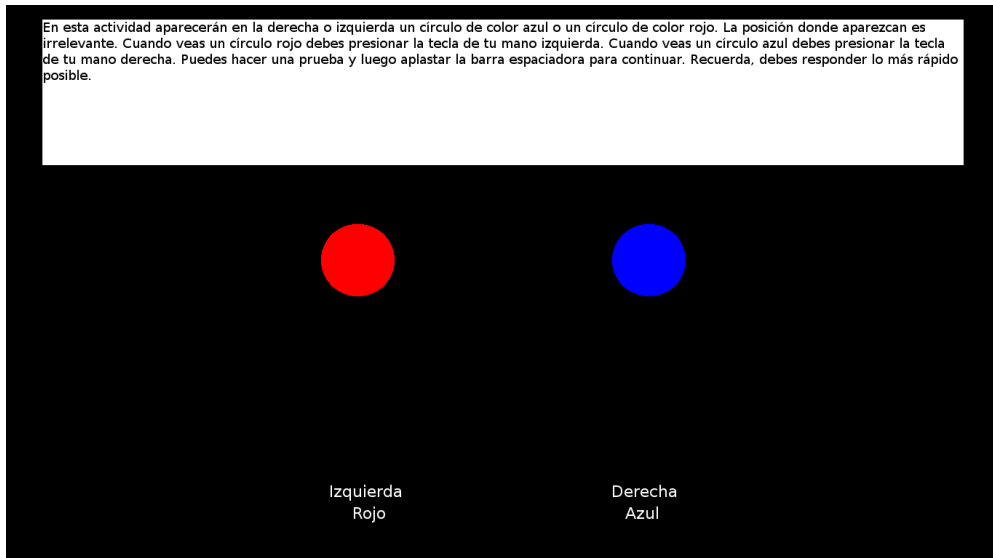 En esta actividad aparecerán en la derecha o izquierda un círculo de color azul o un círculo de color rojo. La posición donde aparezcan es
irrelevante. Cuando veas un círculo rojo debes presionar la tecla de tu mano izquierda. Cuando veas un círculo azul debes presionar la tecla
de tu mano derecha. Puedes hacer una prueba y luego aplastar la barra espaciadora para continuar. Recuerda, debes responder lo más rápido
posible.
Izquierda
Rojo
Derecha
Azul